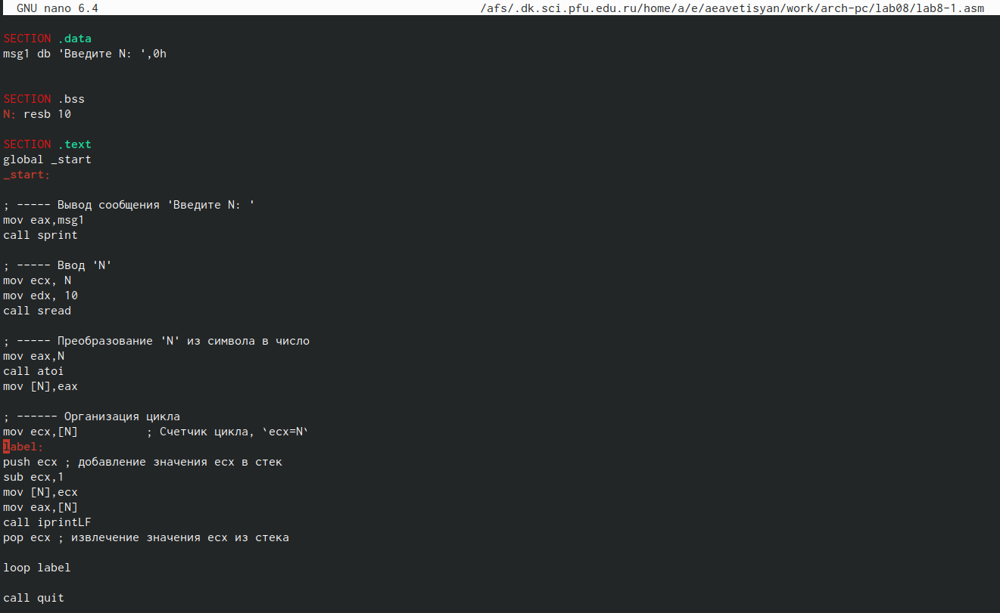 GNU nano 6.4 /afs/.dk.sci.pfu.edu.ru/home/a/e/aeavetisyan/work/arch-pc/lab08/lab8-1.asm
SECTION .data
msg1 db 'Введите N: ',0h
SECTION .bss
N: resb 10
SECTION .text
global _start
_start:
; ----- Вывод сообщения 'Введите N: '
mov eax,msg1
call sprint
; ----- Ввод 'N'
mov ecx, N
mov edx, 10
call sread
; ----- Преобразование 'N' из символа в число
mov eax,N
call atoi
mov [N],eax
; ------ Организация цикла
mov ecx,[N] ; Счетчик цикла, `ecx=N`
label:
push ecx ; добавление значения ecx в стек
sub ecx,1
mov [N],ecx
mov eax,[N]
call iprintLF
pop ecx ; извлечение значения ecx из стека
loop label
call quit